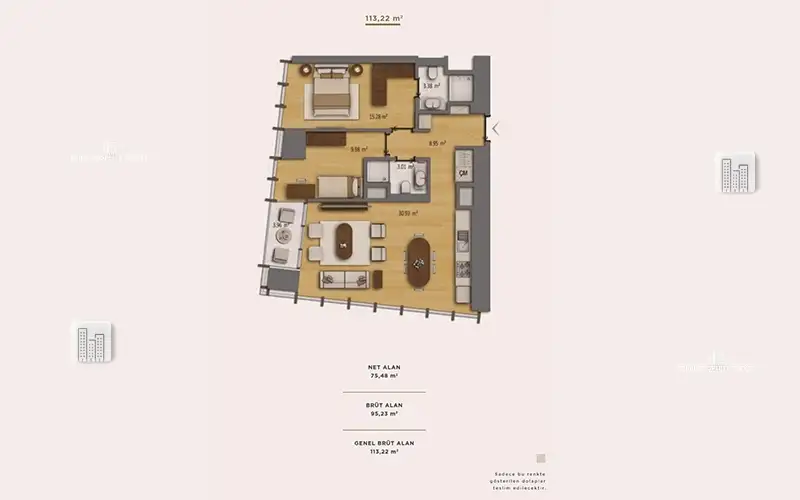 113,22 m²
3.38 m²
15.28 m²
8.95 m²
9.98 m²
3.01 m²
ÇM
30.93 m²
3.96 m²
NET ALAN
75,48 m²
BRÜT ALAN
95,23 m²
GENEL BRÜT ALAN
113,22 m²
Sadece bu renkte
gösterilen dolaplar
teslim edilecektir.